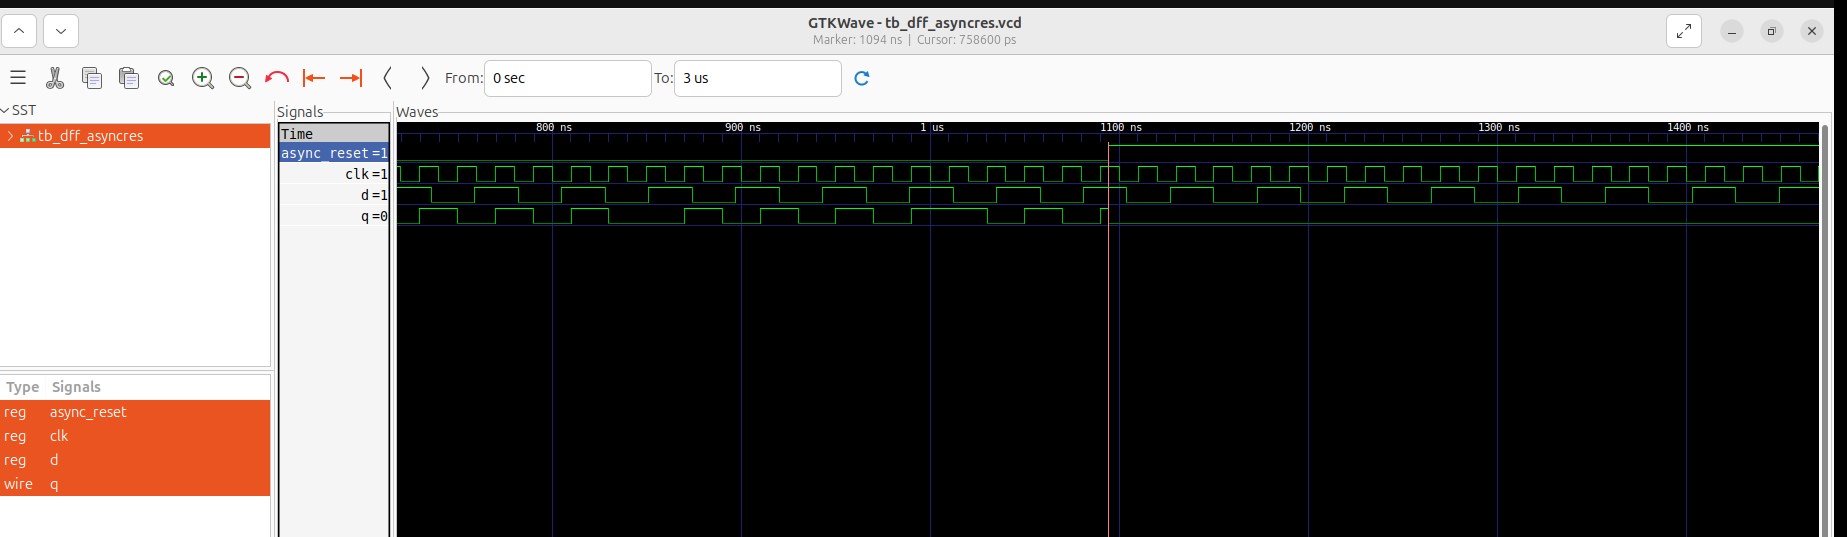 GTKWave - tb_dff_asyncres.vcd
Marker: 1094 ns | Cursor: 758600 ps
From: 0 sec To: 3 us
SST
tb_dff_asyncres
Type Signals
reg async_reset
reg clk
reg d
wire q
Signals
Time
async_reset =1
clk =1
d =1
q =0
Waves
800 ns 900 ns 1 us 1100 ns 1200 ns 1300 ns 1400 ns